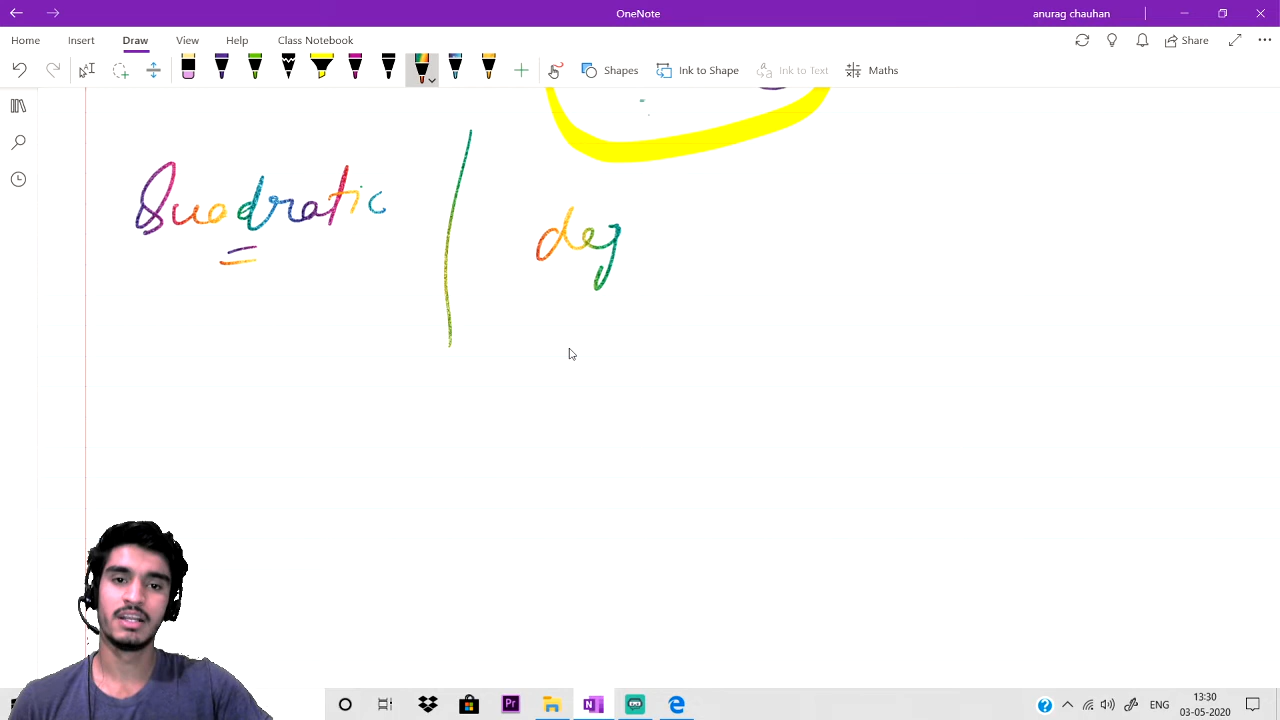 OneNote
anurag chauhan
Home Insert Draw View Help Class Notebook
Share
Shapes Ink to Shape Ink to Text Maths
Quadratic
deg
ENG
13:30
03-05-2020